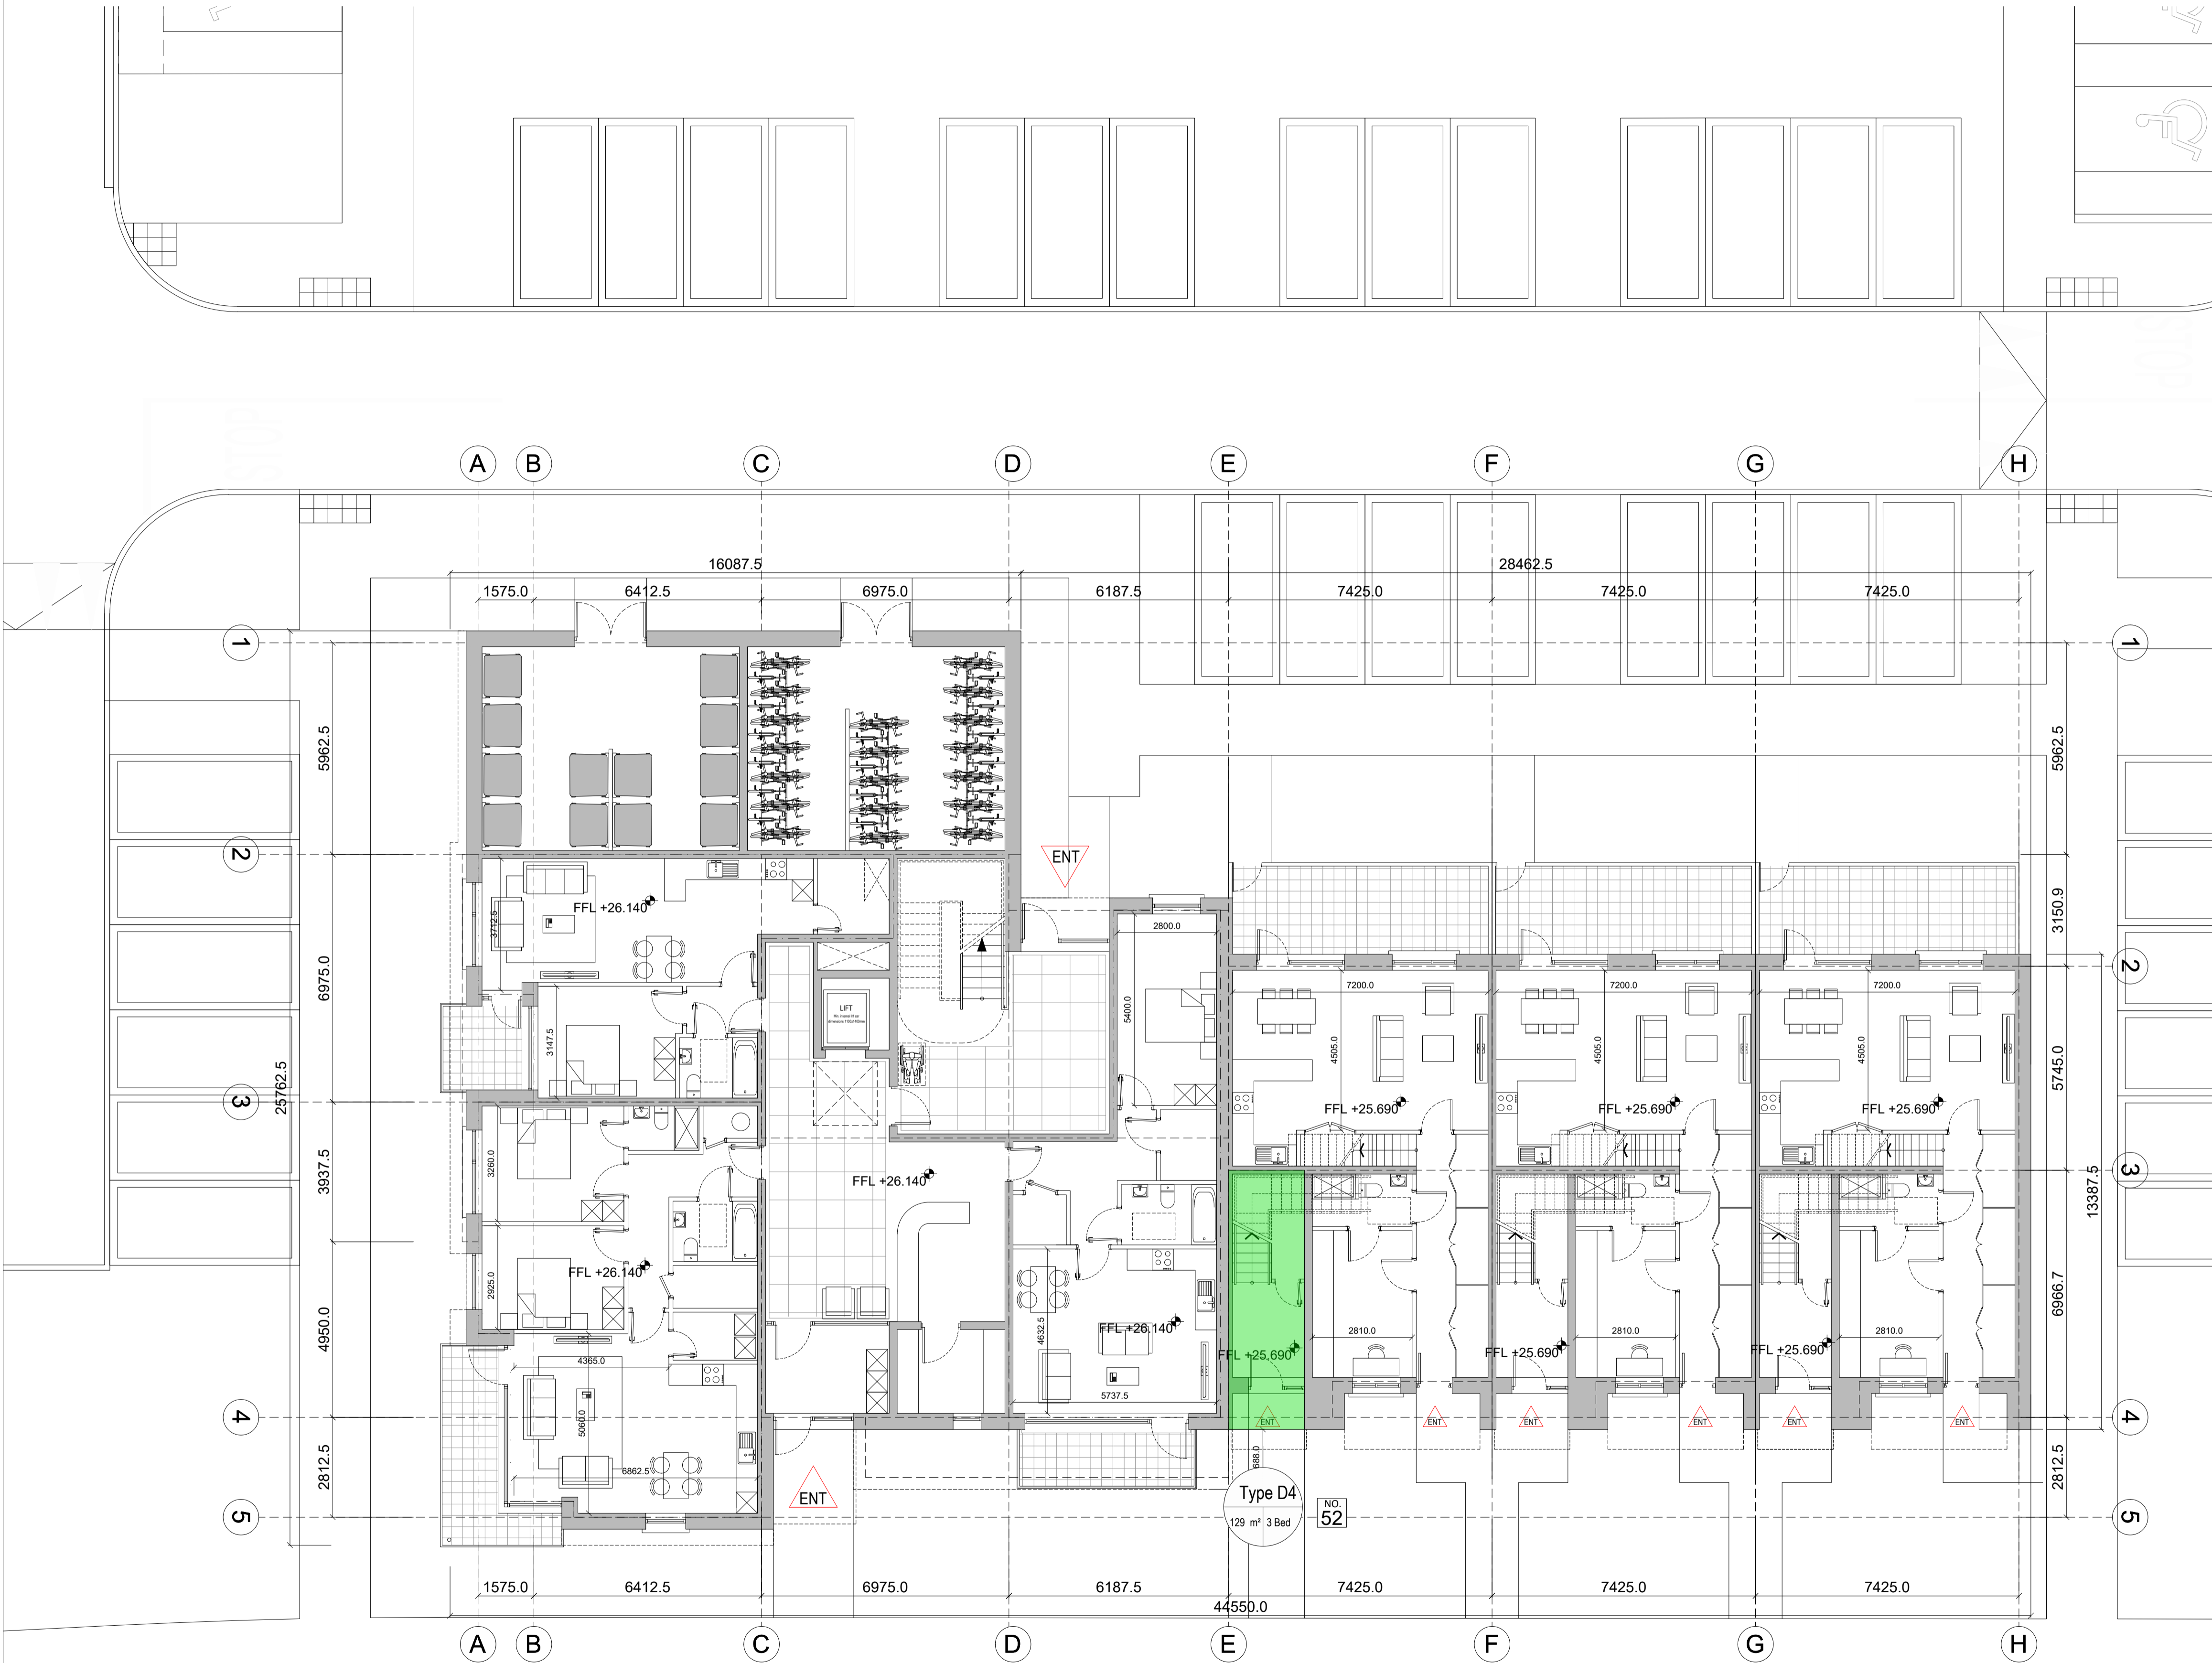 A B C D E F G H
16087.5 28462.5
1575.0 6412.5 6975.0 6187.5 7425.0 7425.0 7425.0
1 1
5962.5 5962.5
2 ENT
3150.9
FFL +26.140
3712.5
2800.0
6975.0
2 2
7200.0 7200.0 7200.0
LIFT
Min. internal lift car
dimensions 1100x1400mm
5400.0
3147.5
4505.0 4505.0 4505.0
5745.0
25762.5
3
FFL +25.690 FFL +25.690 FFL +25.690
3260.0
3937.5
3
FFL +26.140
13387.5
FFL +26.140
2925.0
6966.7
4632.5
FFL +26.140
2810.0 2810.0 2810.0
4950.0
FFL +25.690 FFL +25.690 FFL +25.690
4365.0
5737.5
5060.0
4 ENT ENT ENT ENT ENT ENT 4
688.0
6862.5
2812.5 2812.5
ENT
Type D4
129 m² 3 Bed
NO.
52
5 5
1575.0 6412.5 6975.0 6187.5 7425.0 7425.0 7425.0
44550.0
A B C D E F G H